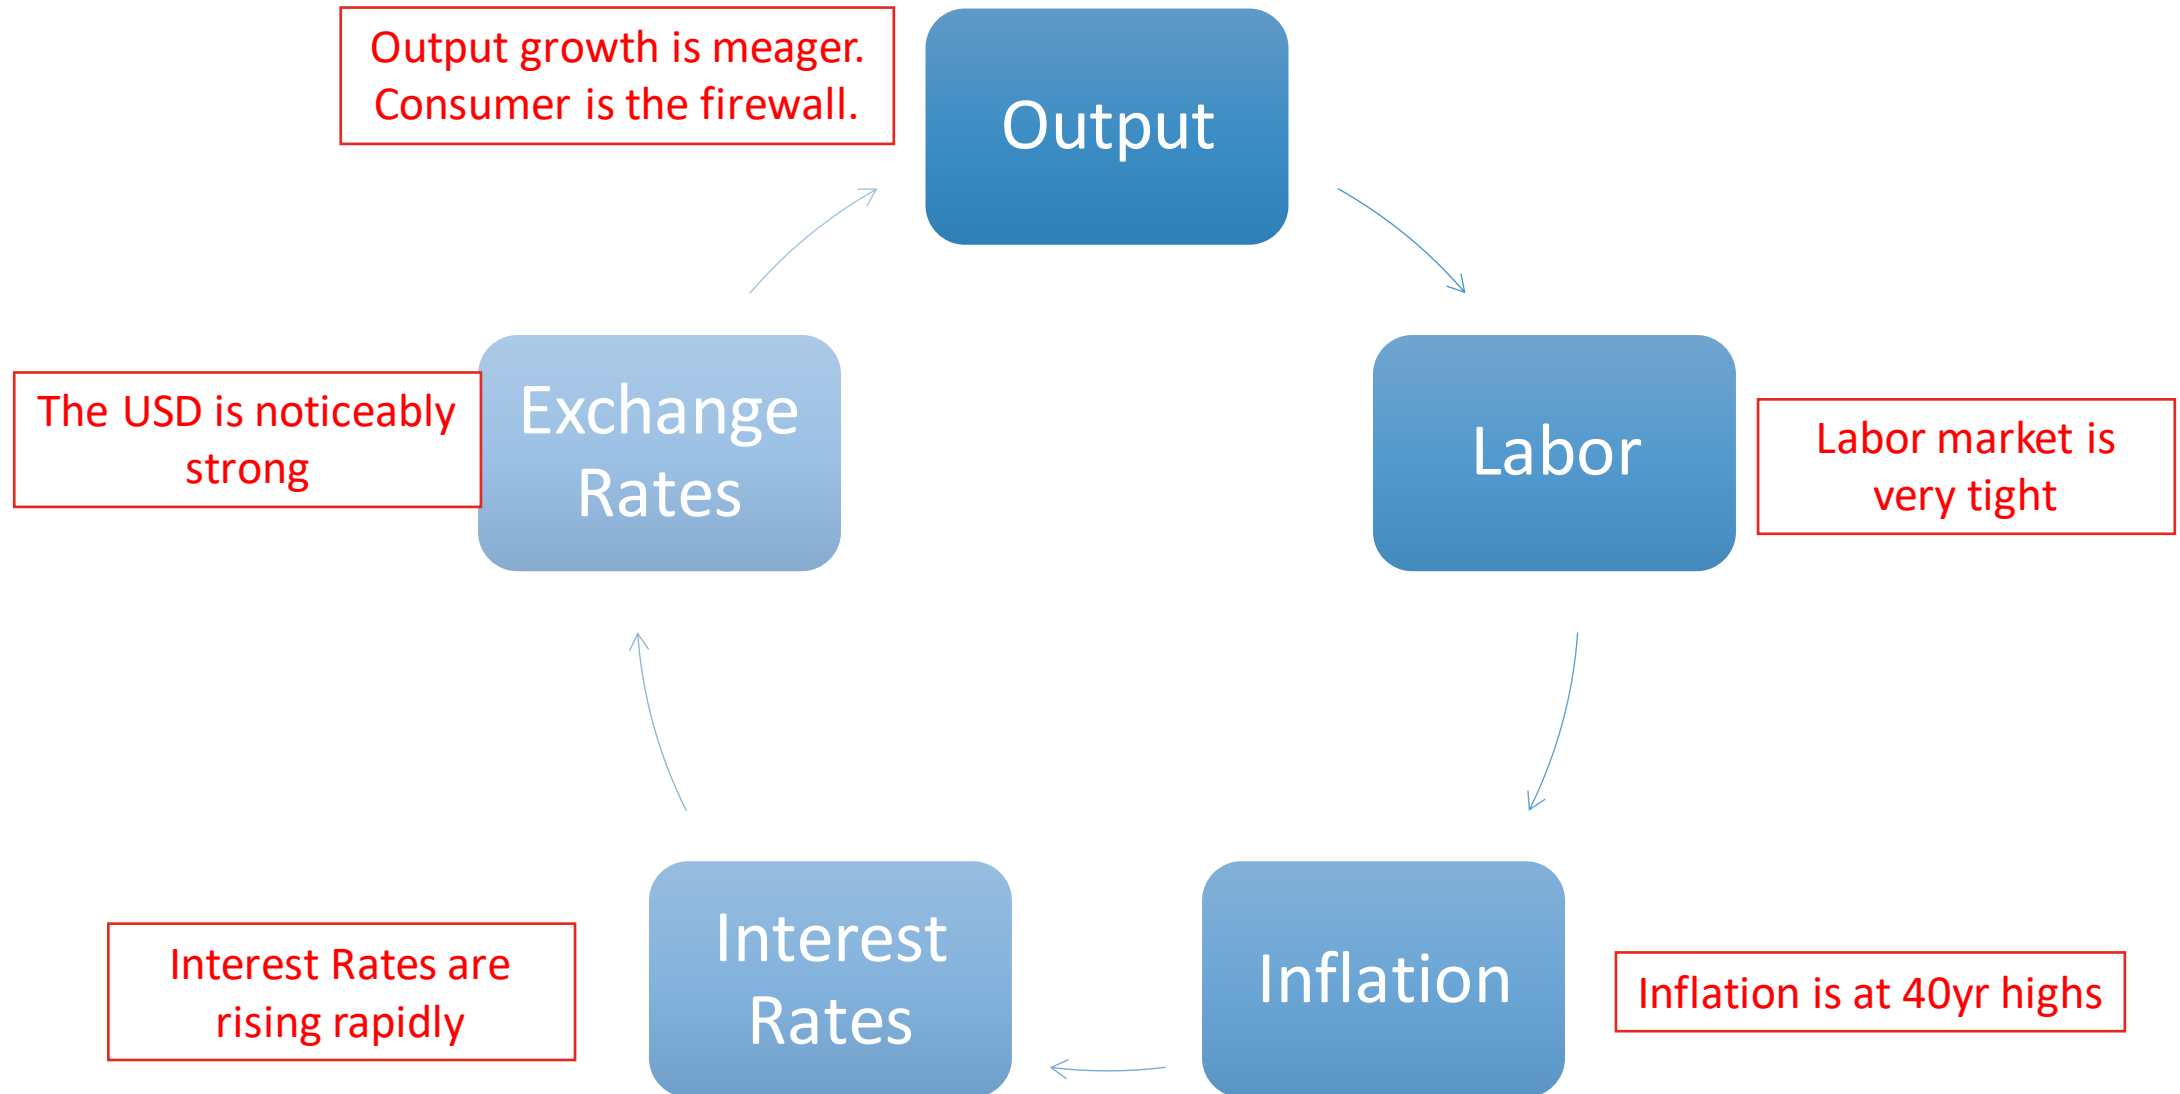 Output growth is meager.
Consumer is the firewall.
Output
The USD is noticeably
strong
Exchange
Rates
Labor
Labor market is
very tight
Interest Rates are
rising rapidly
Interest
Rates
Inflation
Inflation is at 40yr highs